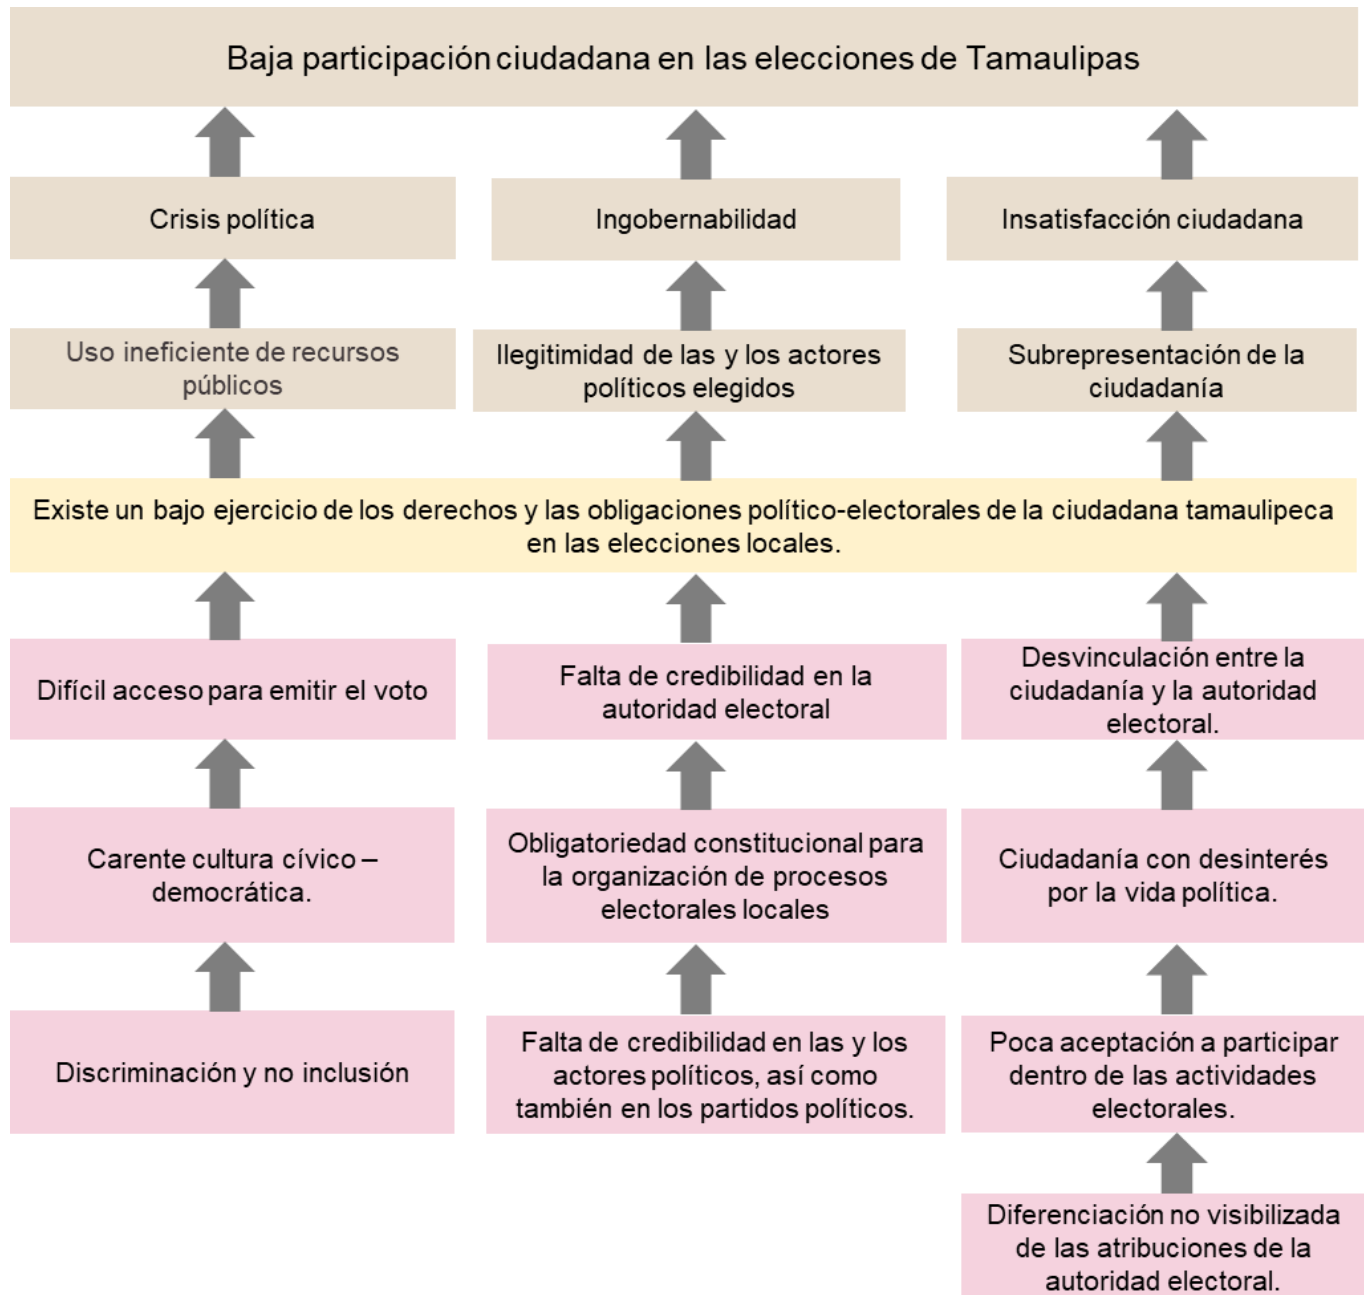 Baja participación ciudadana en las elecciones de Tamaulipas
Crisis política
Ingobernabilidad
Insatisfacción ciudadana
Uso ineficiente de recursos
públicos
Ilegitimidad de las y los actores
políticos elegidos
Subrepresentación de la
ciudadanía
Existe un bajo ejercicio de los derechos y las obligaciones político-electorales de la ciudadana tamaulipeca
en las elecciones locales.
Difícil acceso para emitir el voto
Falta de credibilidad en la
autoridad electoral
Desvinculación entre la
ciudadanía y la autoridad
electoral.
Carente cultura cívico –
democrática.
Obligatoriedad constitucional para
la organización de procesos
electorales locales
Ciudadanía con desinterés
por la vida política.
Discriminación y no inclusión
Falta de credibilidad en las y los
actores políticos, así como
también en los partidos políticos.
Poca aceptación a participar
dentro de las actividades
electorales.
Diferenciación no visibilizada
de las atribuciones de la
autoridad electoral.